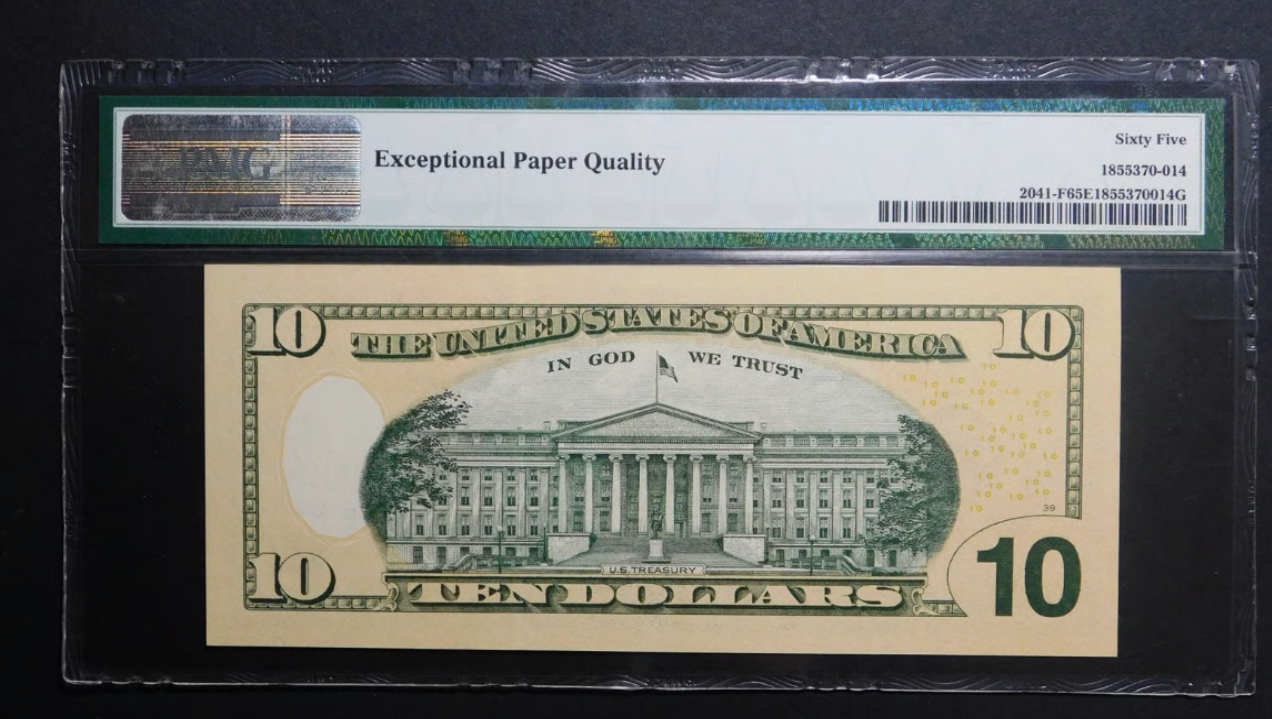 PMG
Exceptional Paper Quality
Sixty Five
1855370-014
2041-F65E1855370014G
10
THE UNITED STATES OF AMERICA
10
IN GOD WE TRUST
39
U.S. TREASURY
10
TEN DOLLARS
10